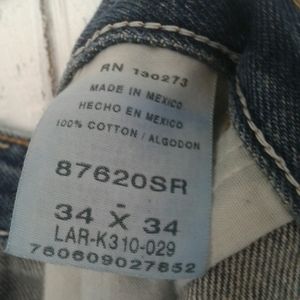 RN 130273
MADE IN MEXICO
HECHO EN MEXICO
100% COTTON / ALGODON
87620SR
-
34 X 34
LAR-K310-029
760609027852